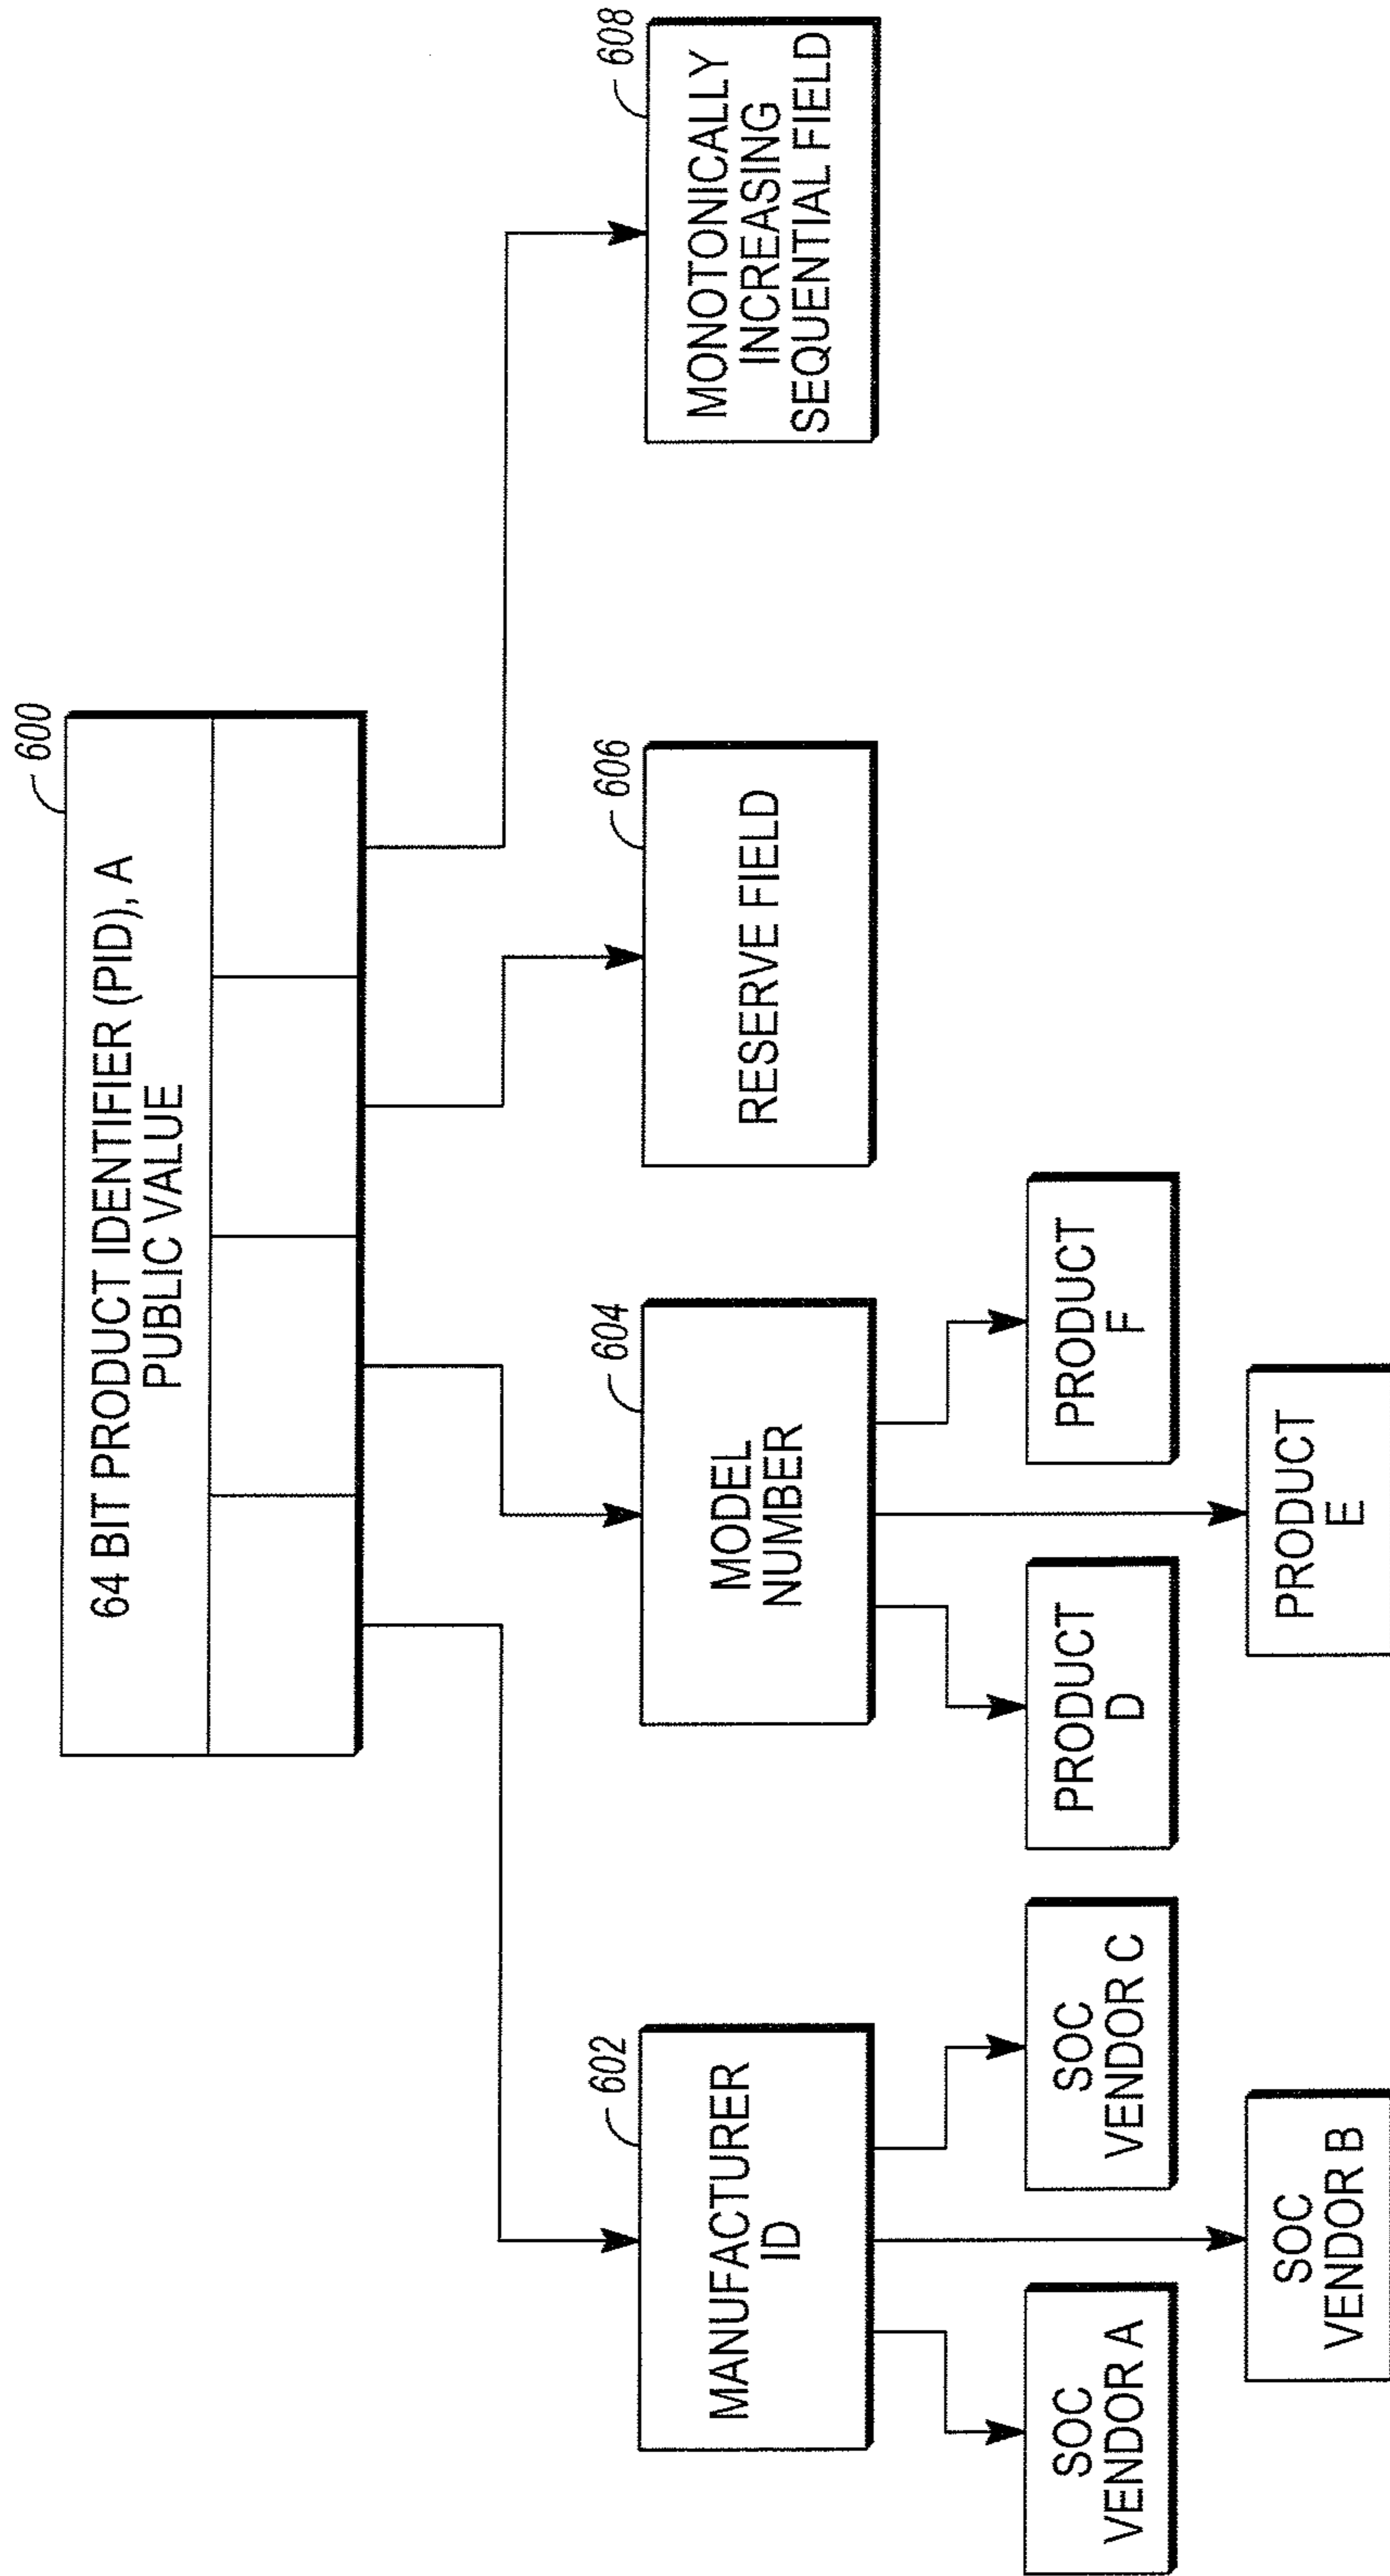 600
64 BIT PRODUCT IDENTIFIER (PID), A
PUBLIC VALUE
602
MANUFACTURER
ID
604
MODEL
NUMBER
606
RESERVE FIELD
608
MONOTONICALLY
INCREASING
SEQUENTIAL FIELD
SOC
VENDOR A
SOC
VENDOR B
SOC
VENDOR C
PRODUCT
D
PRODUCT
E
PRODUCT
F